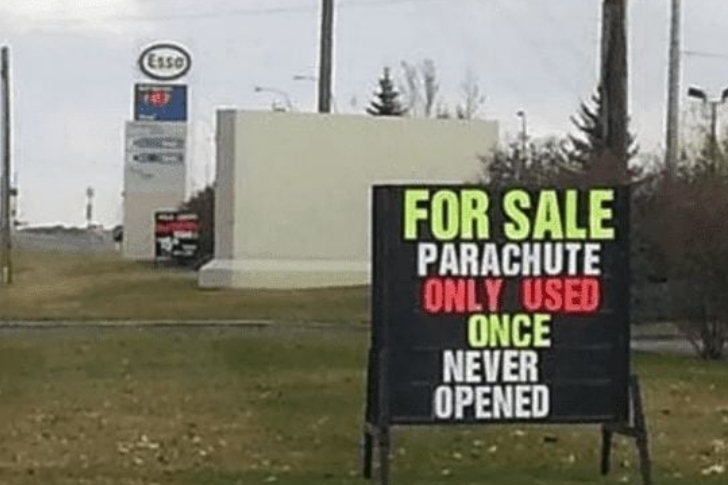 Esso
FOR SALE
PARACHUTE
ONLY USED
ONCE
NEVER
OPENED